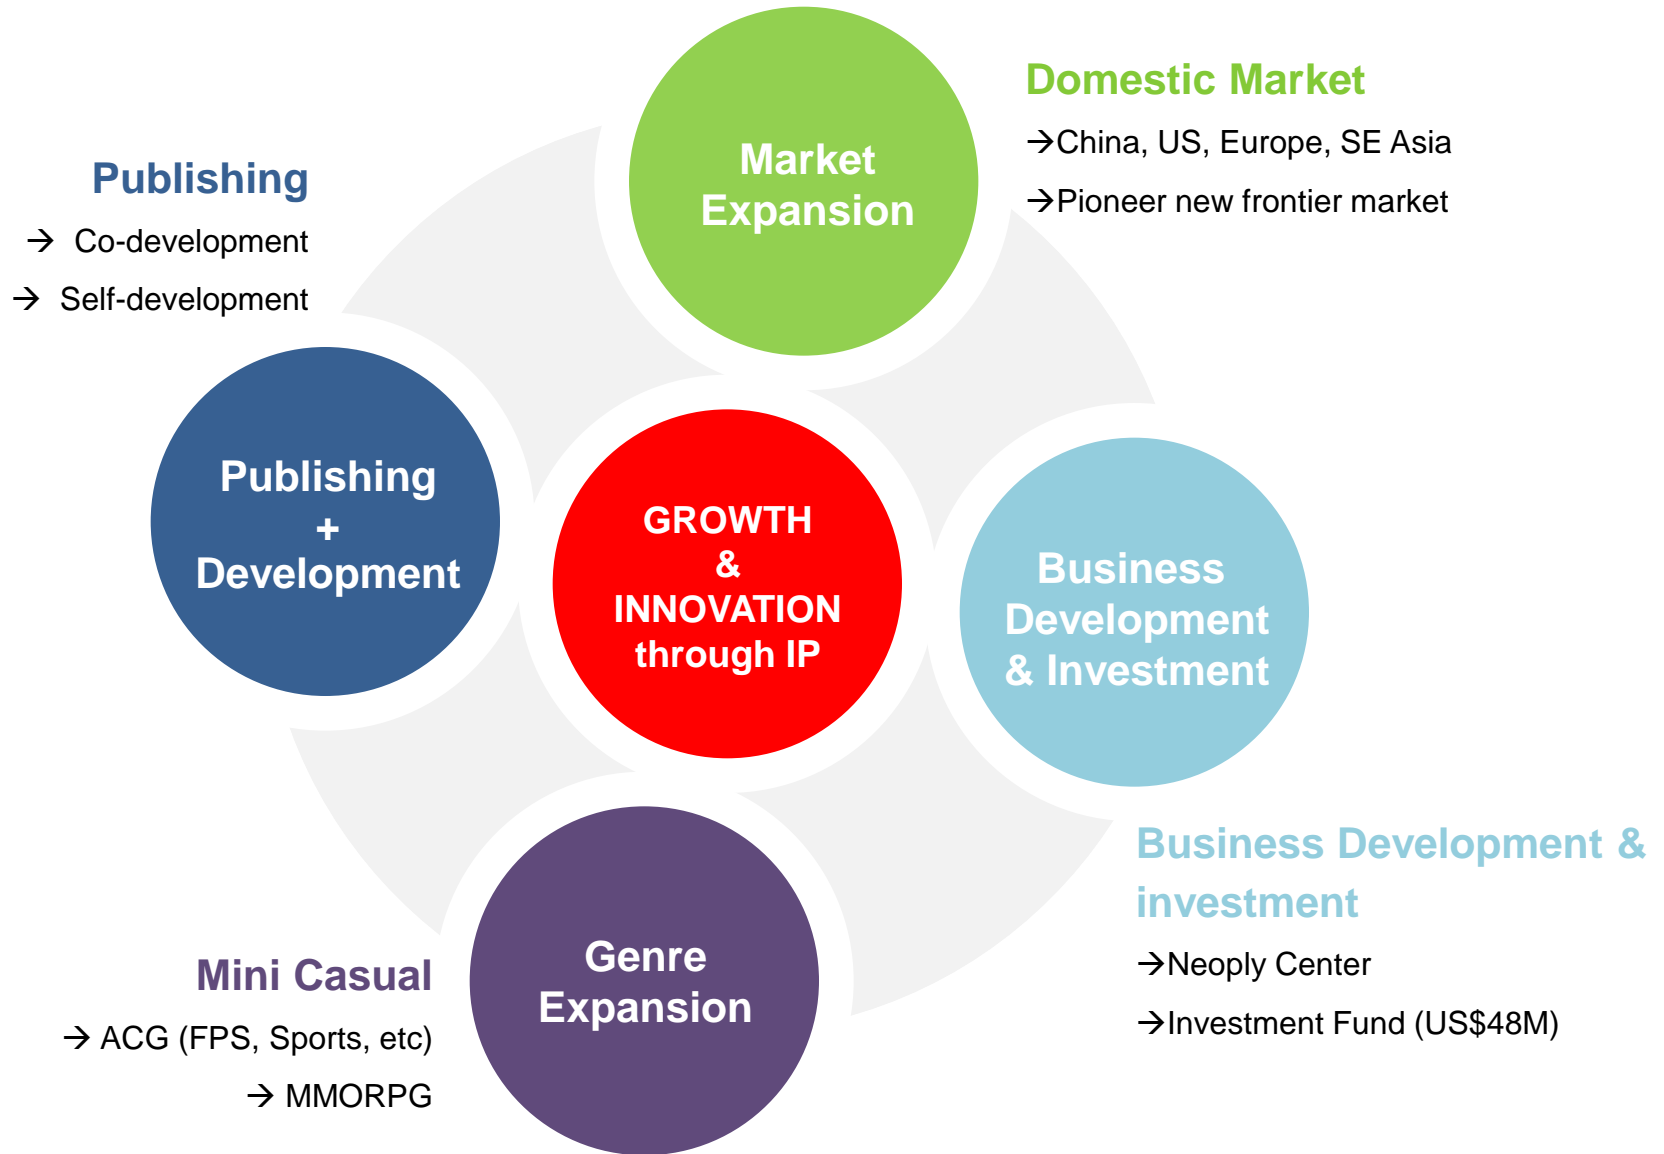 Domestic Market
→China, US, Europe, SE Asia
→Pioneer new frontier market
Market
Expansion
Publishing
→ Co-development
→ Self-development
Publishing
+
Development
GROWTH
&
INNOVATION
through IP
Business
Development
& Investment
Business Development &
investment
→Neoply Center
→Investment Fund (US$48M)
Genre
Expansion
Mini Casual
→ ACG (FPS, Sports, etc)
→ MMORPG